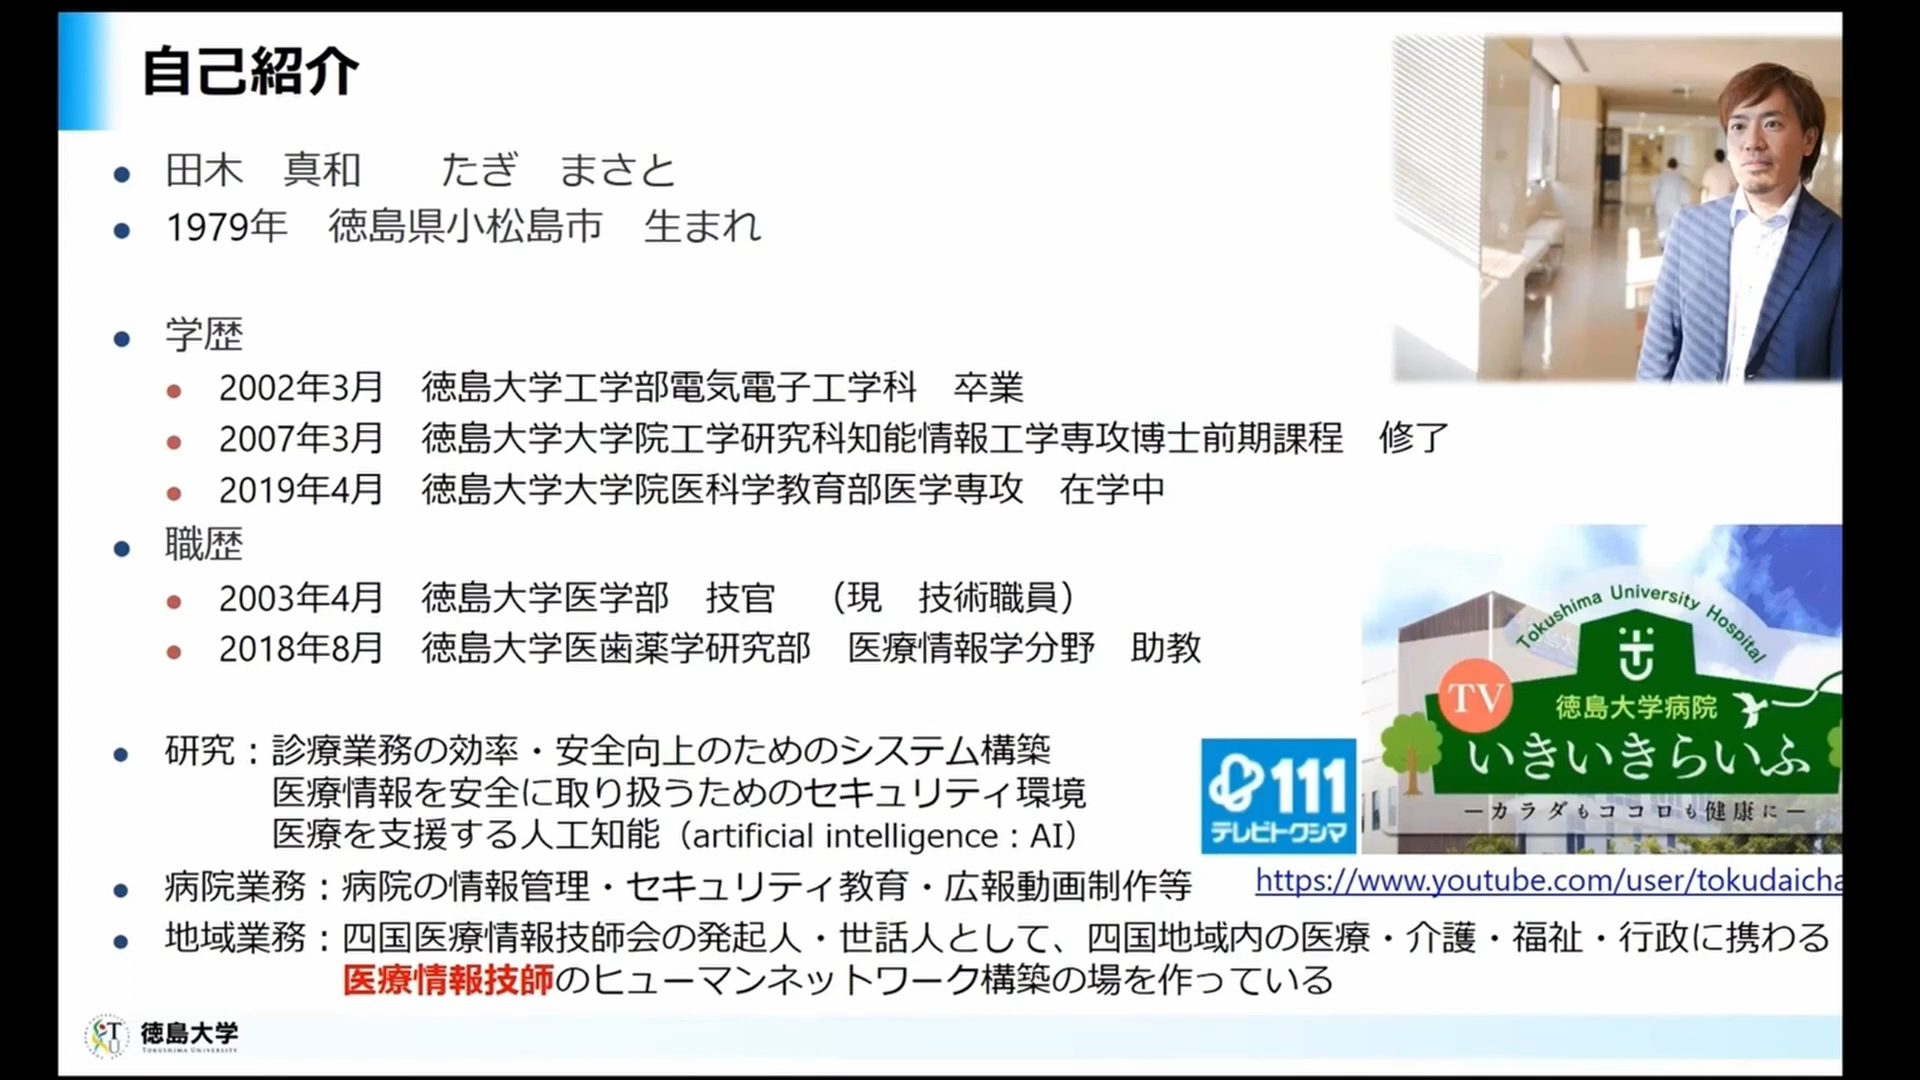 自己紹介
田木　真和　　たぎ　まさと
1979年　徳島県小松島市　生まれ
学歴
2002年3月　徳島大学工学部電気電子工学科　卒業
2007年3月　徳島大学大学院工学研究科知能情報工学専攻博士前期課程　修了
2019年4月　徳島大学大学院医科学教育部医学専攻　在学中
職歴
2003年4月　徳島大学医学部　技官　（現　技術職員）
2018年8月　徳島大学医歯薬学研究部　医療情報学分野　助教
Tokushima University Hospital
TV
徳島大学病院
いきいきらいふ
―カラダもココロも健康に―
111
テレビトクシマ
研究：診療業務の効率・安全向上のためのシステム構築
医療情報を安全に取り扱うためのセキュリティ環境
医療を支援する人工知能（artificial intelligence：AI）
病院業務：病院の情報管理・セキュリティ教育・広報動画制作等
https://www.youtube.com/user/tokudaicha
地域業務：四国医療情報技師会の発起人・世話人として、四国地域内の医療・介護・福祉・行政に携わる
医療情報技師のヒューマンネットワーク構築の場を作っている
TU
徳島大学
TOKUSHIMA UNIVERSITY